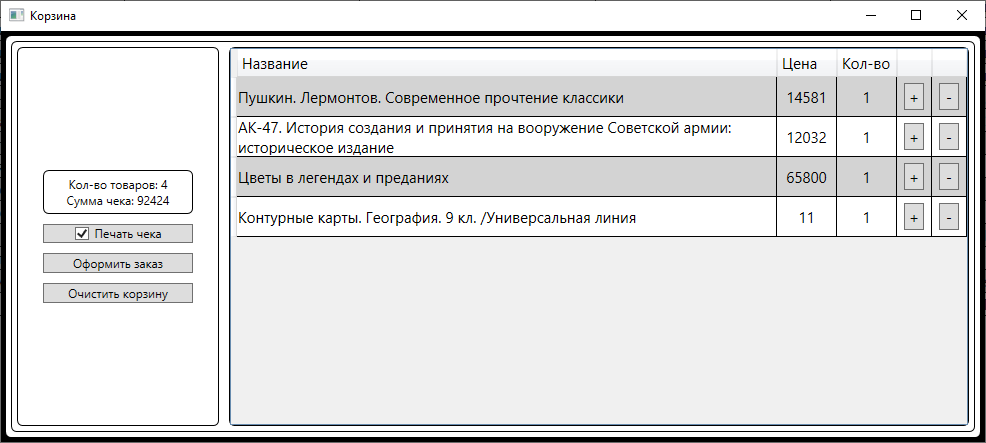 Корзина
Кол-во товаров: 4
Сумма чека: 92424
Печать чека
Оформить заказ
Очистить корзину
Название Цена Кол-во
Пушкин. Лермонтов. Современное прочтение классики 14581 1 + -
АК-47. История создания и принятия на вооружение Советской армии:
историческое издание 12032 1 + -
Цветы в легендах и преданиях 65800 1 + -
Контурные карты. География. 9 кл. /Универсальная линия 11 1 + -